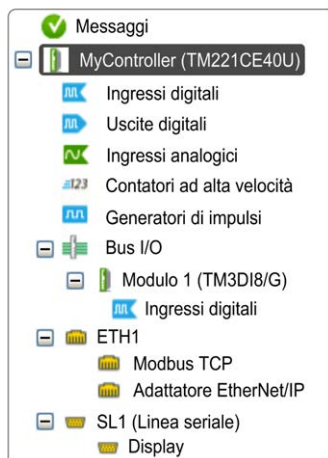 Messaggi
MyController (TM221CE40U)
Ingressi digitali
Uscite digitali
Ingressi analogici
123 Contatori ad alta velocità
Generatori di impulsi
Bus I/O
Modulo 1 (TM3DI8/G)
Ingressi digitali
ETH1
Modbus TCP
Adattatore EtherNet/IP
SL1 (Linea seriale)
Display